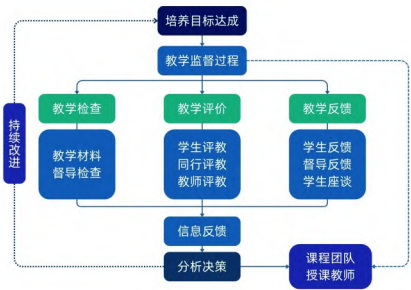 培养目标达成
教学监督过程
教学检查
教学评价
教学反馈
教学材料
督导检查
学生评教
同行评教
教师评教
学生反馈
督导反馈
学生座谈
持续改进
信息反馈
分析决策
课程团队
授课教师